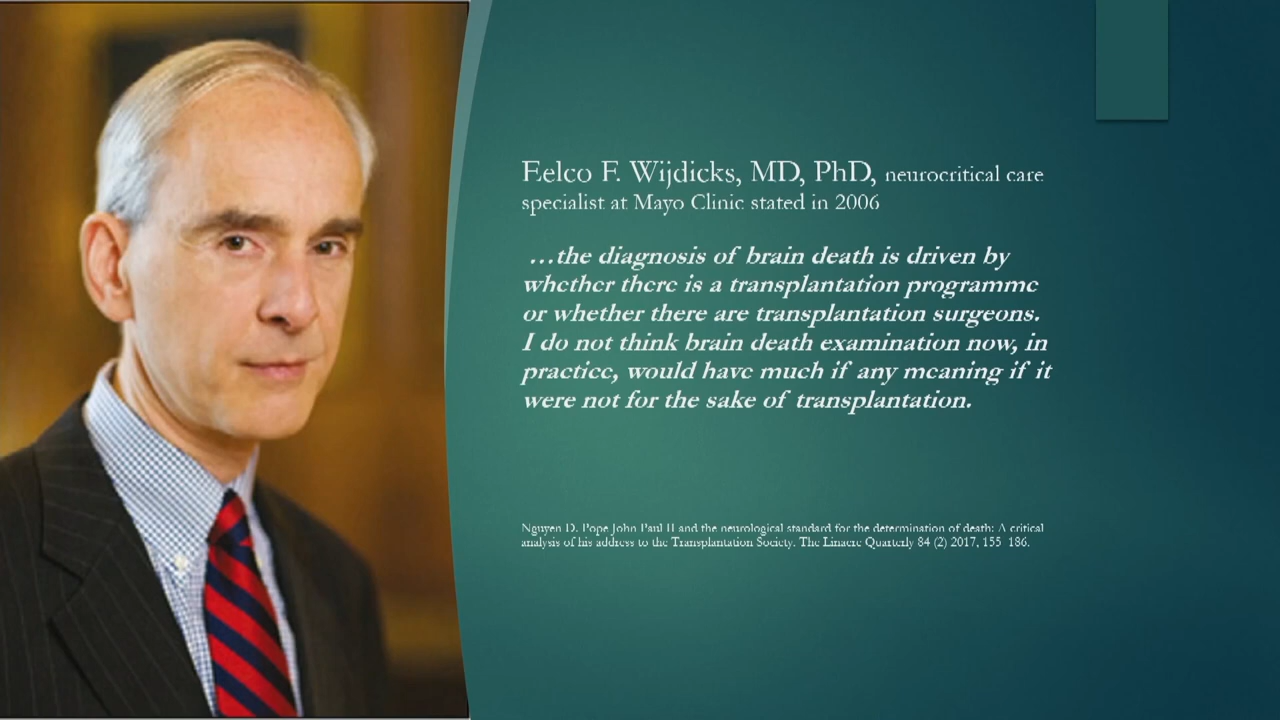 Eelco F. Wijdicks, MD, PhD, neurocritical care
specialist at Mayo Clinic stated in 2006
…the diagnosis of brain death is driven by
whether there is a transplantation programme
or whether there are transplantation surgeons.
I do not think brain death examination now, in
practice, would have much if any meaning if it
were not for the sake of transplantation.
Nguyen D. Pope John Paul II and the neurological standard for the determination of death: A critical
analysis of his address to the Transplantation Society. The Linacre Quarterly 84 (2) 2017, 155–186.